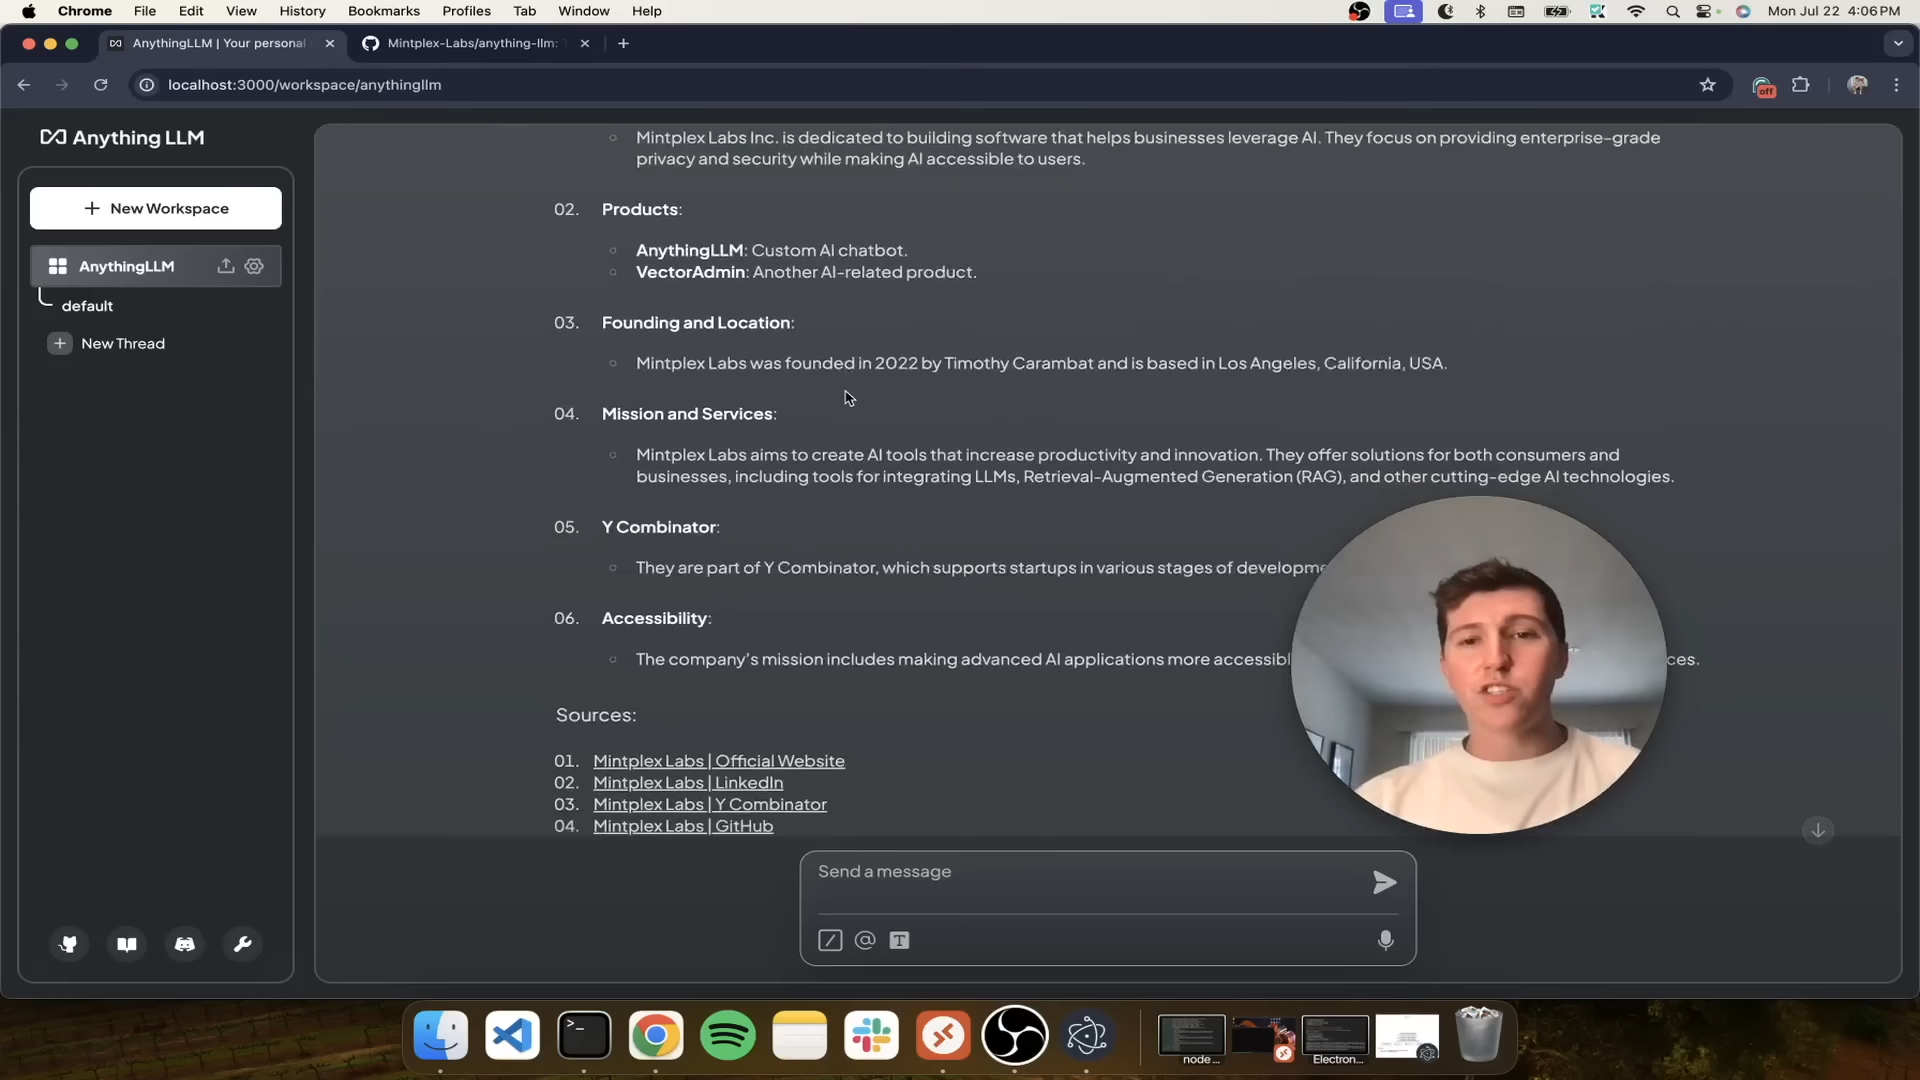 Chrome File Edit View History Bookmarks Profiles Tab Window Help
Mon Jul 22 4:06 PM
AnythingLLM | Your personal
Mintplex-Labs/anything-llm:
localhost:3000/workspace/anythingllm
off
Anything LLM
New Workspace
AnythingLLM
default
New Thread
Mintplex Labs Inc. is dedicated to building software that helps businesses leverage AI. They focus on providing enterprise-grade
privacy and security while making AI accessible to users.
02. Products:
AnythingLLM: Custom AI chatbot.
VectorAdmin: Another AI-related product.
03. Founding and Location:
Mintplex Labs was founded in 2022 by Timothy Carambat and is based in Los Angeles, California, USA.
04. Mission and Services:
Mintplex Labs aims to create AI tools that increase productivity and innovation. They offer solutions for both consumers and
businesses, including tools for integrating LLMs, Retrieval-Augmented Generation (RAG), and other cutting-edge AI technologies.
05. Y Combinator:
They are part of Y Combinator, which supports startups in various stages of developme
06. Accessibility:
The company's mission includes making advanced AI applications more accessibl ces.
Sources:
01. Mintplex Labs | Official Website
02. Mintplex Labs | LinkedIn
03. Mintplex Labs | Y Combinator
04. Mintplex Labs | GitHub
Send a message
node ...
Electron...